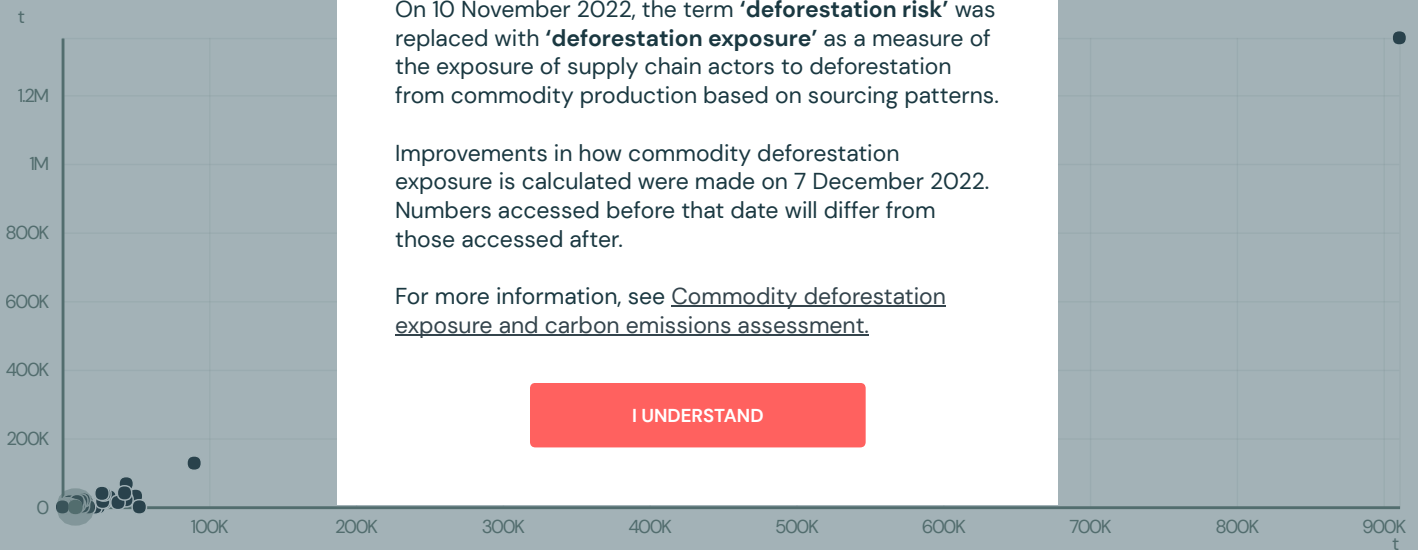 t
On 10 November 2022, the term ‘deforestation risk’ was
replaced with ‘deforestation exposure’ as a measure of
the exposure of supply chain actors to deforestation
from commodity production based on sourcing patterns.
Improvements in how commodity deforestation
exposure is calculated were made on 7 December 2022.
Numbers accessed before that date will differ from
those accessed after.
For more information, see Commodity deforestation
exposure and carbon emissions assessment.
I UNDERSTAND
1.2M
1M
800K
600K
400K
200K
0
100K 200K 300K 400K 500K 600K 700K 800K 900K
t